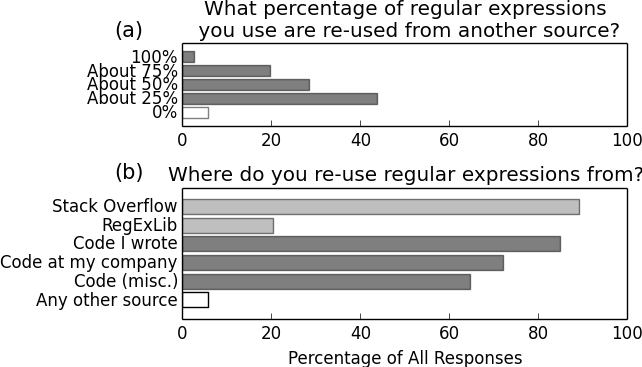 What percentage of regular expressions
(a) you use are re-used from another source?
100%
About 75%
About 50%
About 25%
0%
0 20 40 60 80 100
(b) Where do you re-use regular expressions from?
Stack Overflow
RegExLib
Code I wrote
Code at my company
Code (misc.)
Any other source
0 20 40 60 80 100
Percentage of All Responses